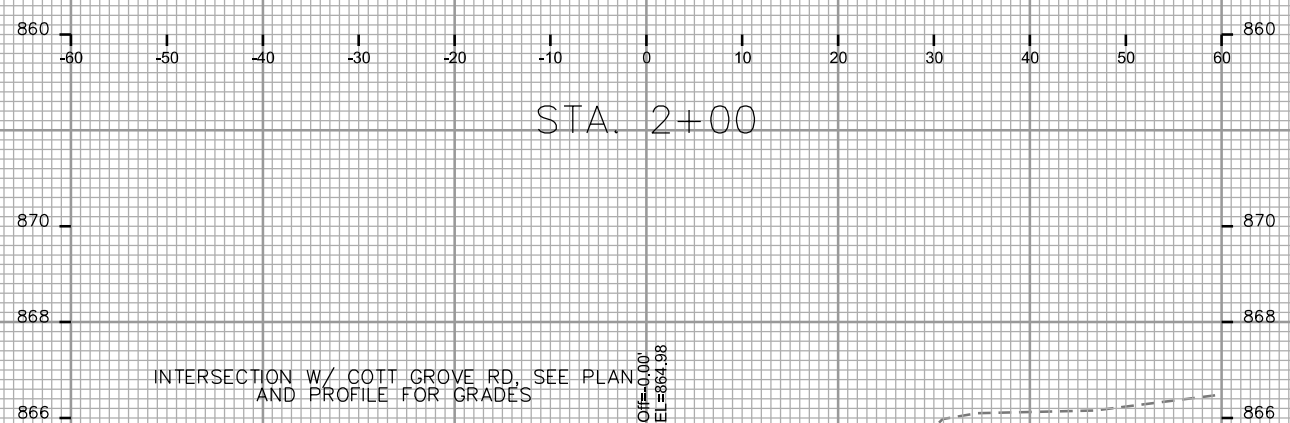 860 860
-60 -50 -40 -30 -20 -10 0 10 20 30 40 50 60
STA. 2+00
870 870
868 868
INTERSECTION W/ COTT GROVE RD, SEE PLAN
AND PROFILE FOR GRADES
Off=-0.00'
EL=864.98
866 866